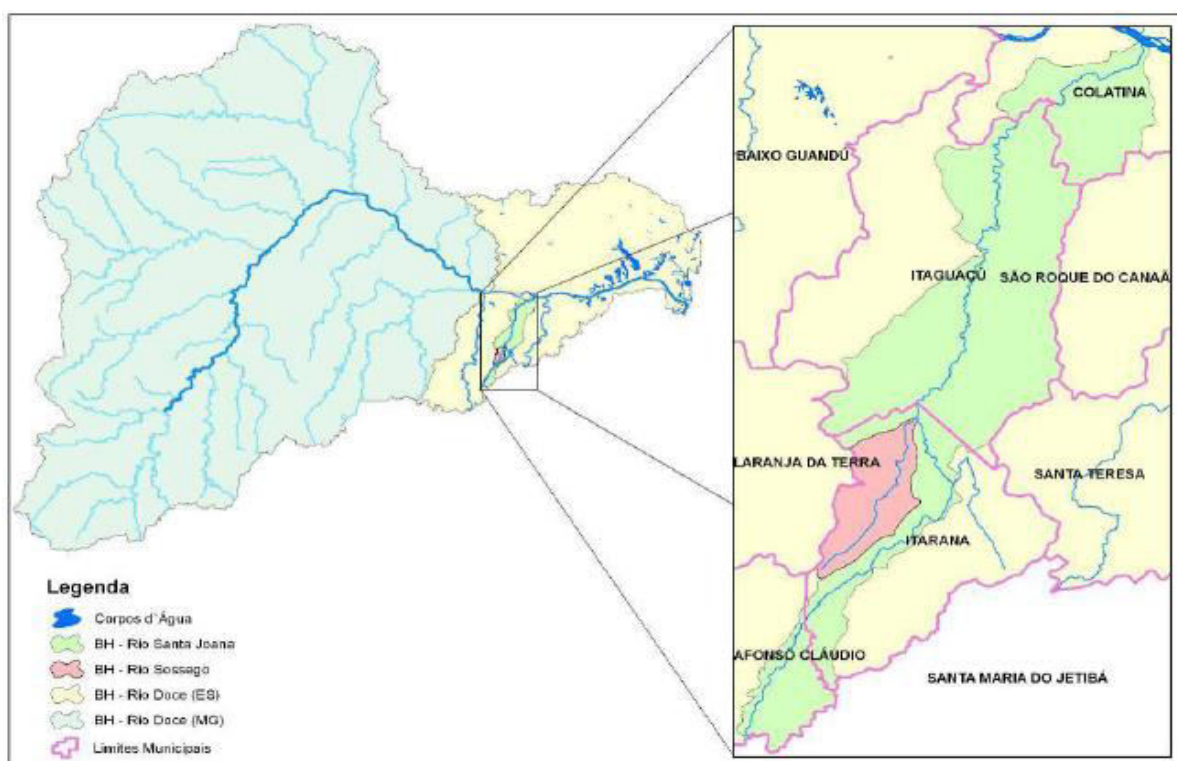 COLATINA
BAIXO GUANDÚ
ITAGUAÇÚ
SÃO ROQUE DO CANAÃ
LARANJA DA TERRA
SANTA TERESA
ITARANA
AFONSO CLÁUDIO
SANTA MARIA DO JETIBÁ
Legenda
Corpos d´Água
BH - Rio Santa Joana
BH - Rio Sossego
BH - Rio Doce (ES)
BH - Rio Doce (MG)
Limites Municipais